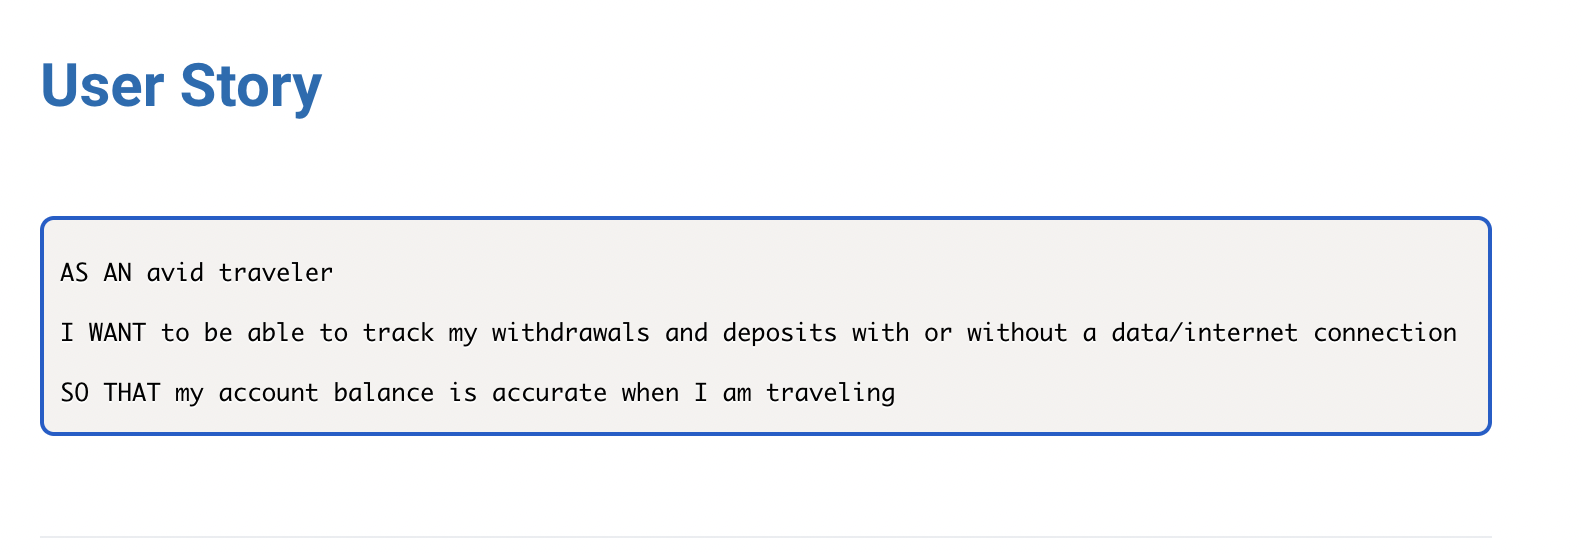 User Story
AS AN avid traveler
I WANT to be able to track my withdrawals and deposits with or without a data/internet connection
SO THAT my account balance is accurate when I am traveling